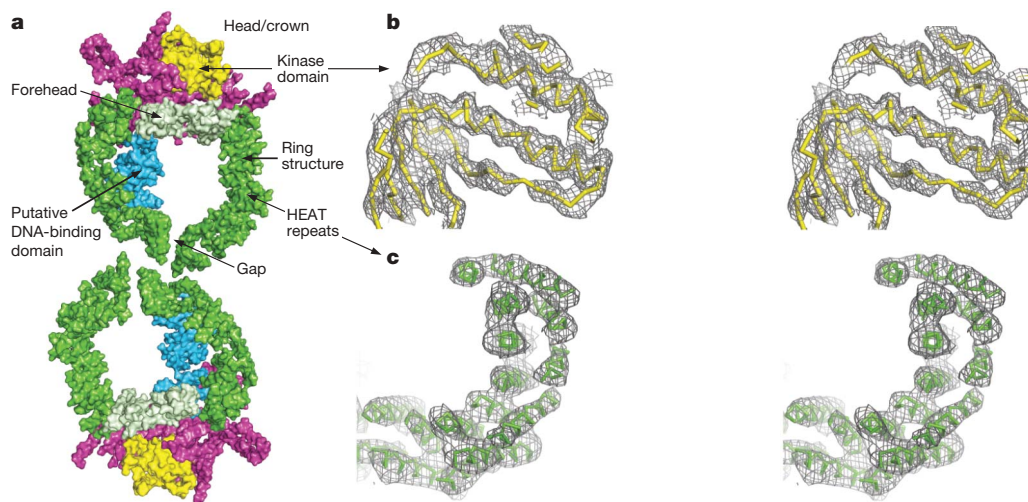 a
Head/crown
b
Kinase
domain
Forehead
Ring
structure
Putative
DNA-binding
domain
HEAT
repeats
c
Gap